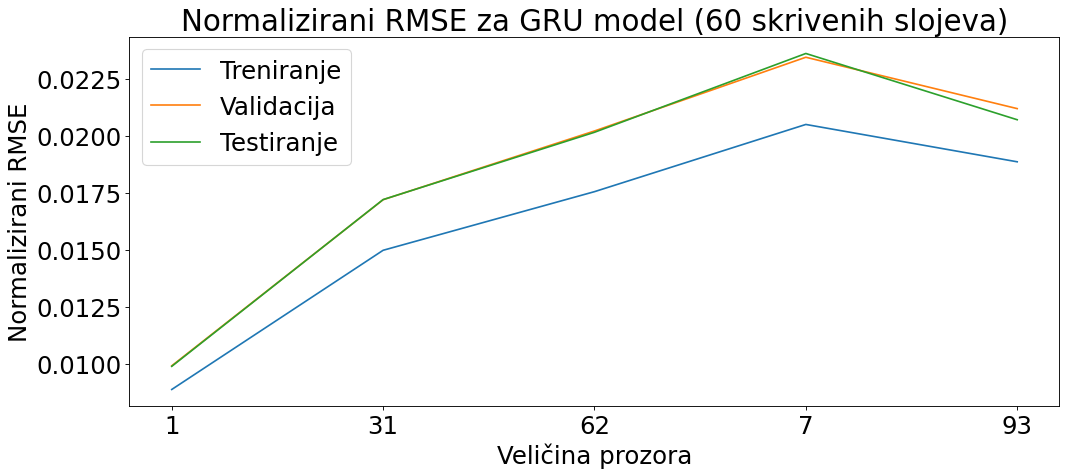 Normalizirani RMSE za GRU model (60 skrivenih slojeva)
Treniranje
Validacija
Testiranje
Normalizirani RMSE
0.0225
0.0200
0.0175
0.0150
0.0125
0.0100
1 31 62 7 93
Veličina prozora